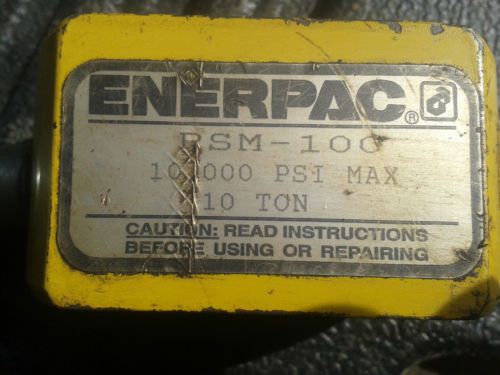 ENERPAC®
RSM-100
10,000 PSI MAX
10 TON
CAUTION: READ INSTRUCTIONS
BEFORE USING OR REPAIRING